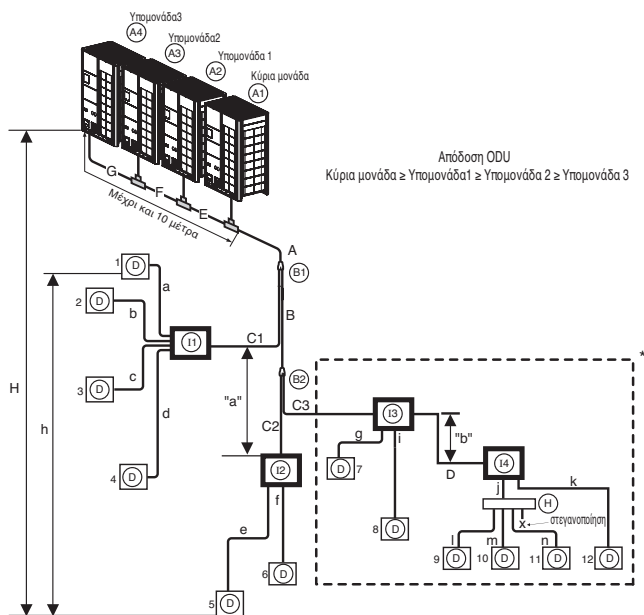 Υπομονάδα3
A4
Υπομονάδα2
A3
Υπομονάδα 1
A2
Κύρια μονάδα
A1
Απόδοση ODU
Κύρια μονάδα ≥ Υπομονάδα1 ≥ Υπομονάδα 2 ≥ Υπομονάδα 3
G
F
E
Μέχρι και 10 μέτρα
A
B1
1 D
a
2 D
b
B
I1
C1
*
B2
"a"
3 D
c
d
H
h
C3
I3
C2
g
i
"b"
D
4 D
I2
D 7
I4
f
j
k
H
x
στεγανοποίηση
8 D
e
l
m
n
9 D
10 D
11 D
12 D
6 D
5 D